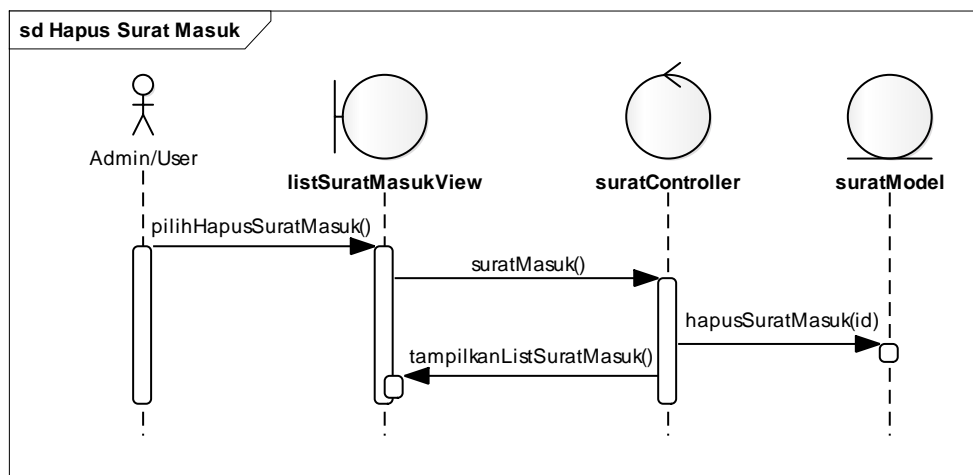 sd Hapus Surat Masuk
Admin/User
listSuratMasukView
suratController
suratModel
pilihHapusSuratMasuk()
suratMasuk()
hapusSuratMasuk(id)
tampilkanListSuratMasuk()